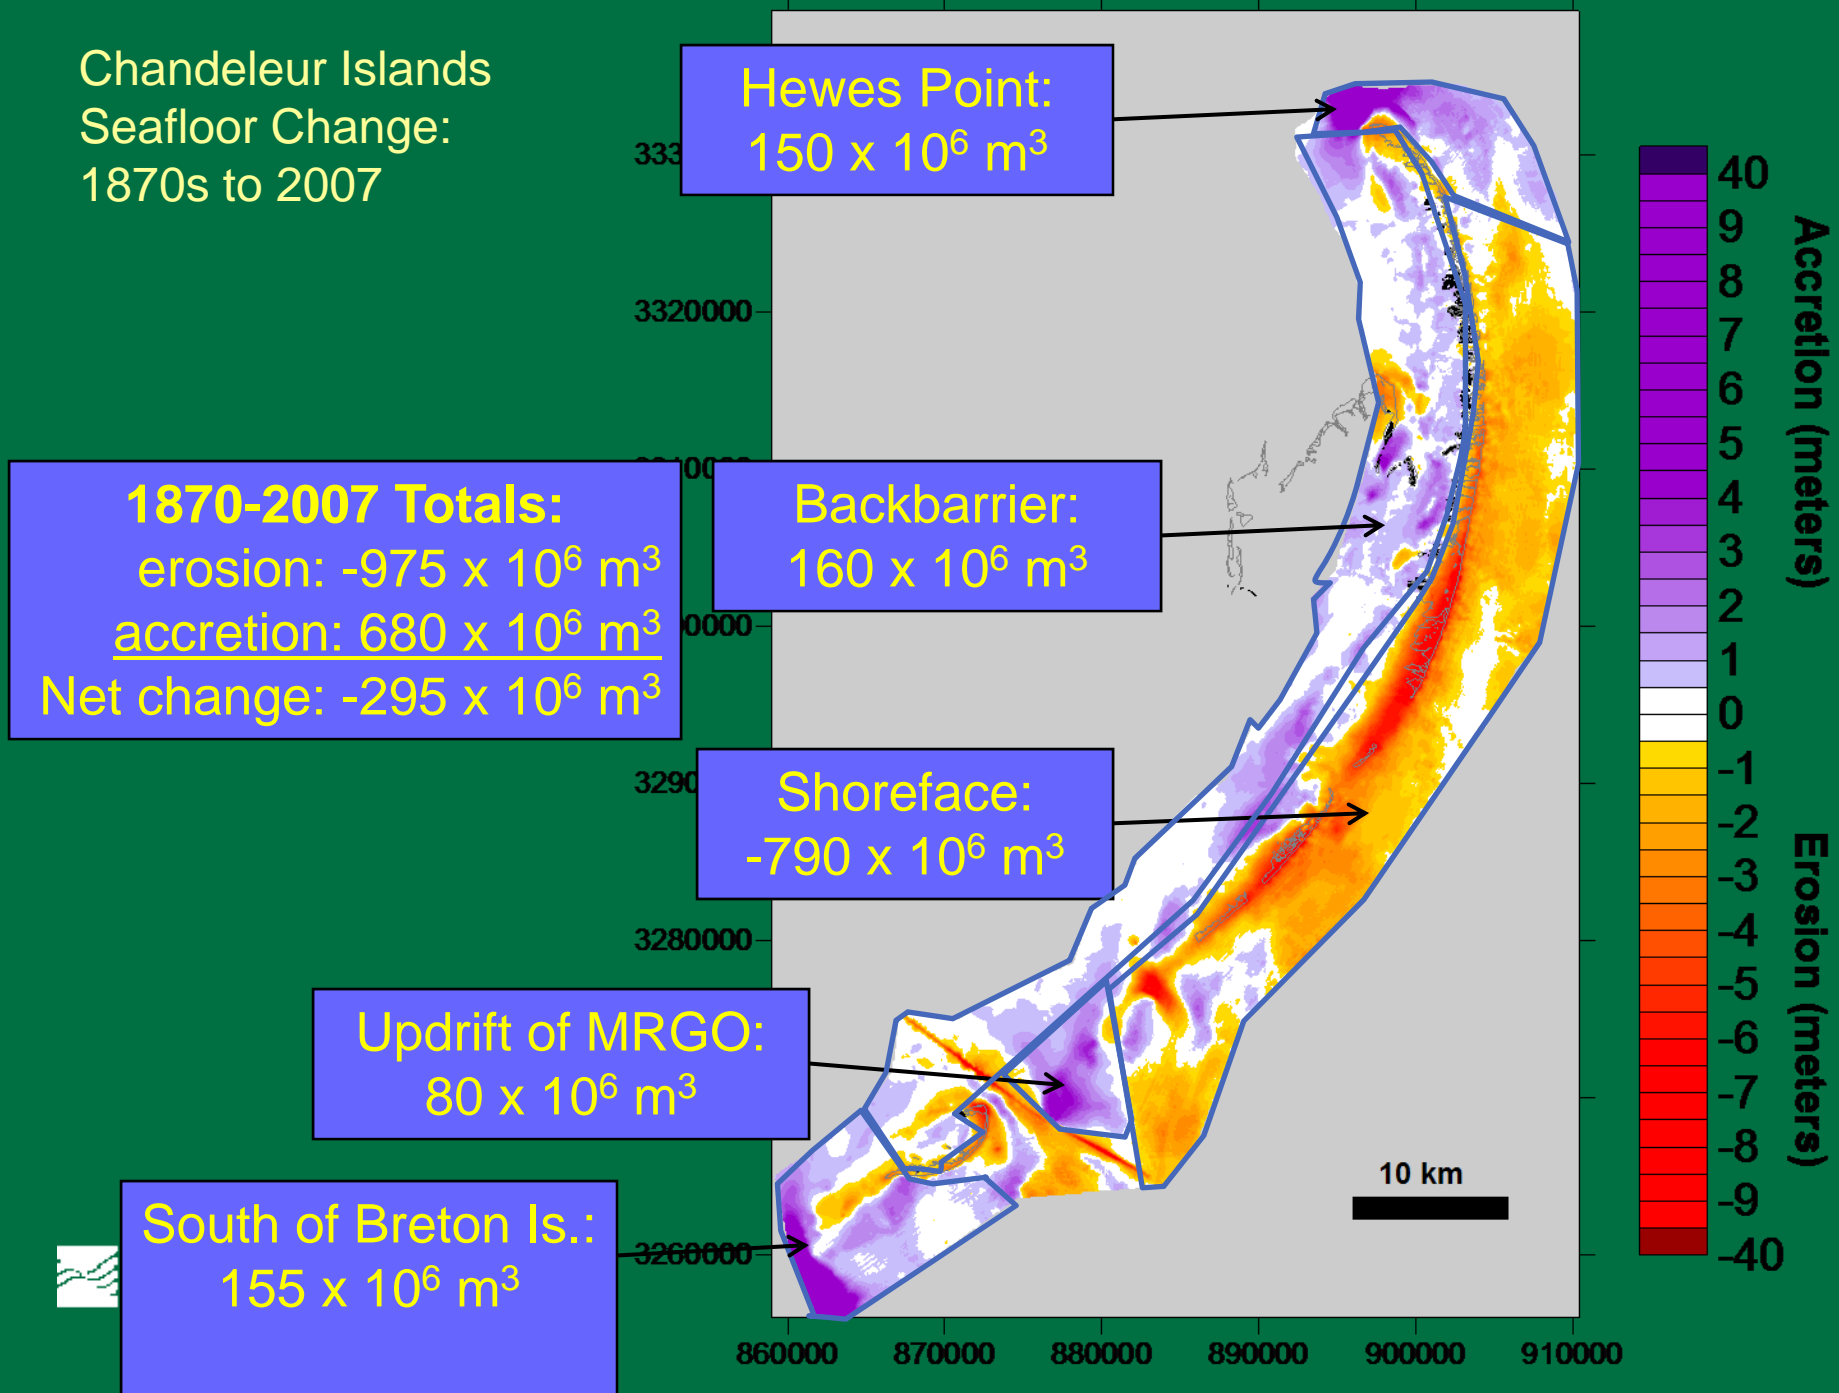 Chandeleur Islands
Seafloor Change:
1870s to 2007
Hewes Point:
150 x 10⁶ m³
1870-2007 Totals:
erosion: -975 x 10⁶ m³
accretion: 680 x 10⁶ m³
Net change: -295 x 10⁶ m³
Backbarrier:
160 x 10⁶ m³
Shoreface:
-790 x 10⁶ m³
Updrift of MRGO:
80 x 10⁶ m³
South of Breton Is.:
155 x 10⁶ m³
3320000
3280000
3260000
860000 870000 880000 890000 900000 910000
10 km
40
9
8
7
6
5
4
3
2
1
0
-1
-2
-3
-4
-5
-6
-7
-8
-9
-40
Accretion (meters)
Erosion (meters)